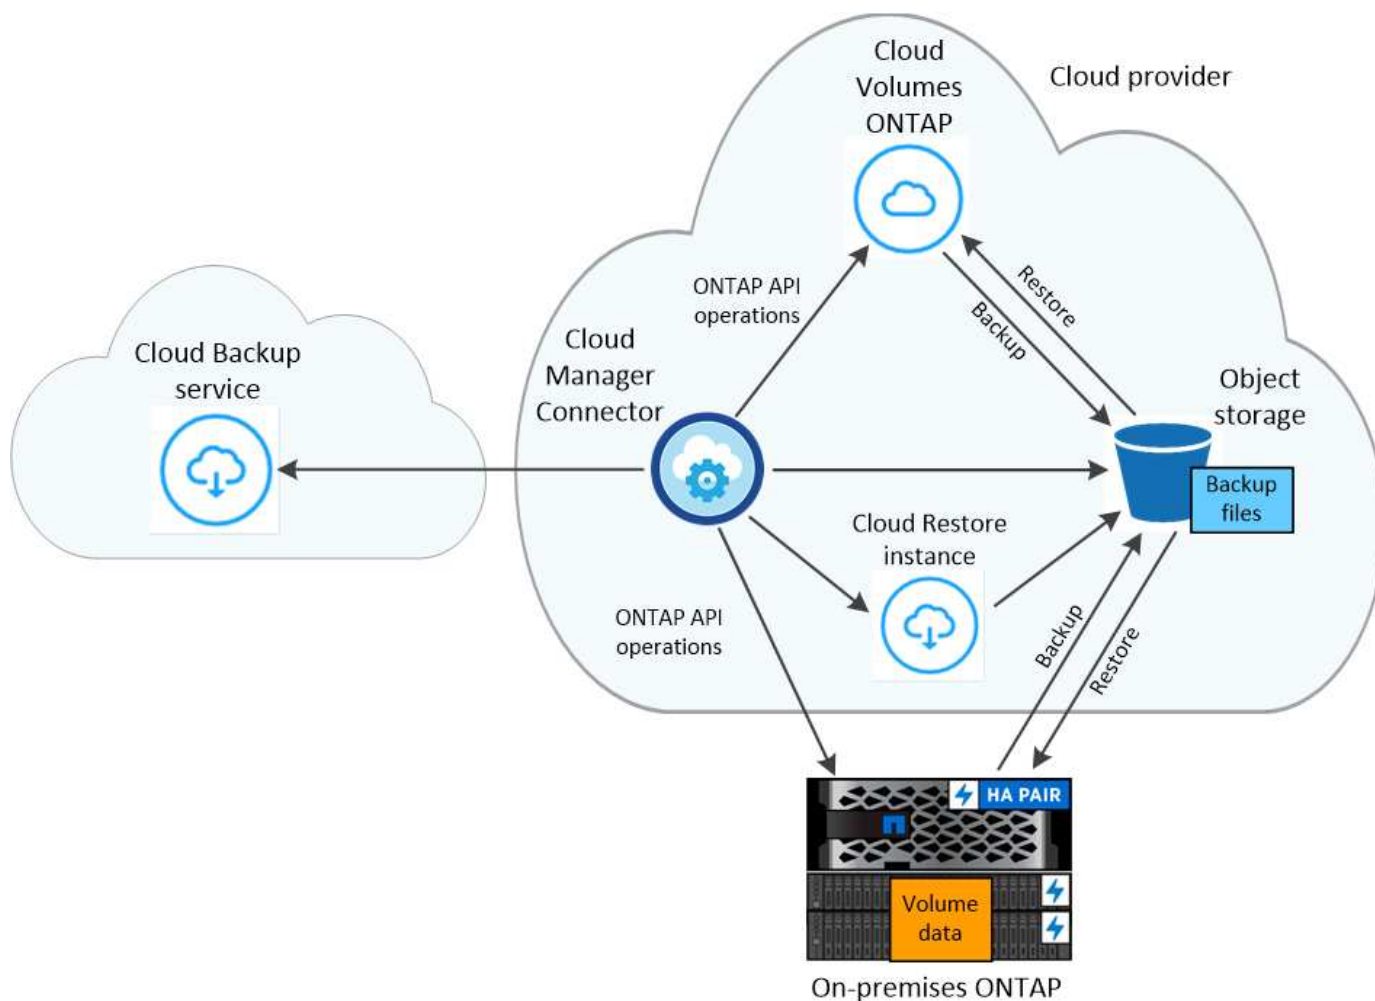 Cloud
Volumes
ONTAP
Cloud provider
ONTAP API
operations
Restore
Backup
Cloud Backup
service
Cloud
Manager
Connector
Object
storage
Backup
files
Cloud Restore
instance
ONTAP API
operations
Backup
Restore
HA PAIR
Volume
data
On-premises ONTAP